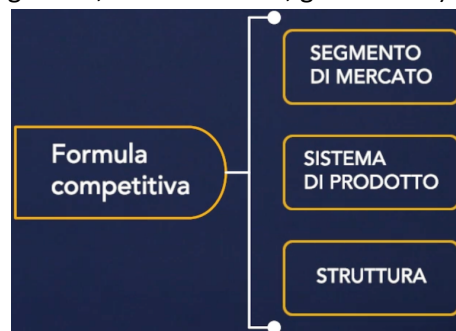 Formula
competitiva
SEGMENTO
DI MERCATO
SISTEMA
DI PRODOTTO
STRUTTURA